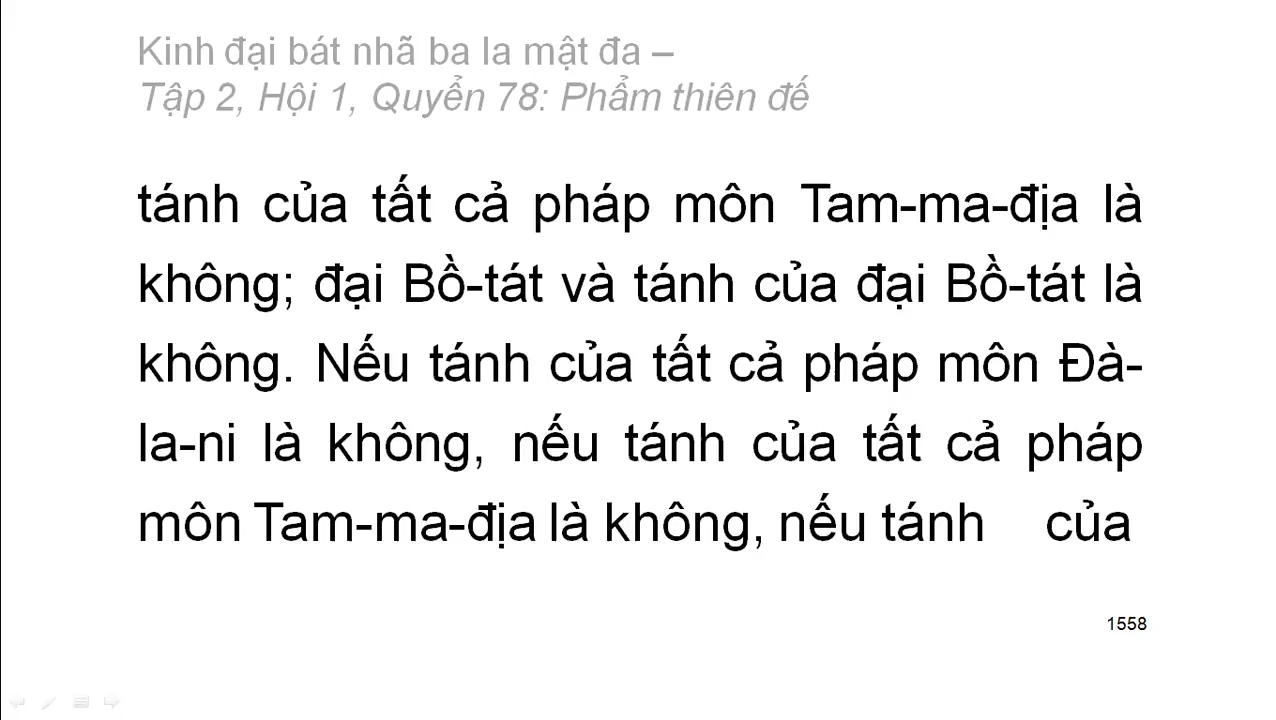 Kinh đại bát nhã ba la mật đa –
Tập 2, Hội 1, Quyển 78: Phẩm thiên đế
tánh của tất cả pháp môn Tam-ma-địa là
không; đại Bồ-tát và tánh của đại Bồ-tát là
không. Nếu tánh của tất cả pháp môn Đà-
la-ni là không, nếu tánh của tất cả pháp
môn Tam-ma-địa là không, nếu tánh của
1558